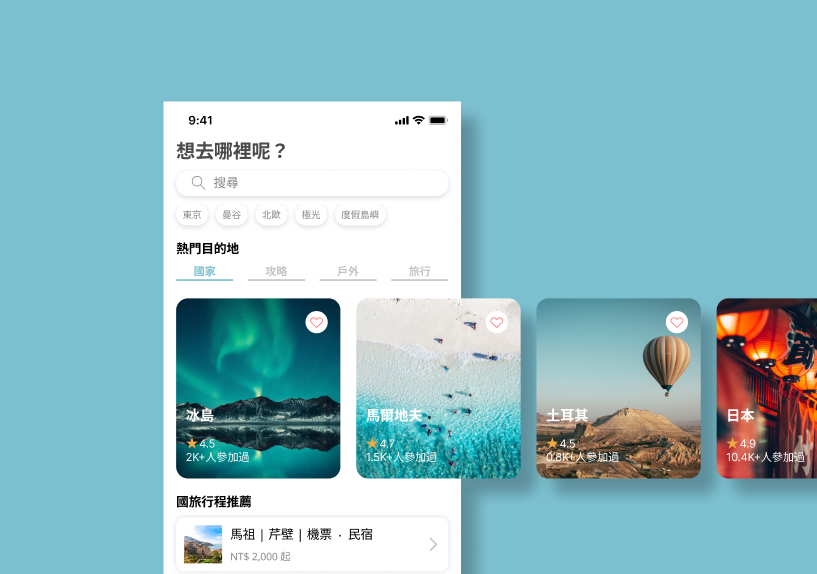 9:41
想去哪裡呢？
搜尋
東京 曼谷 北歐 極光 度假島嶼
熱門目的地
國家 攻略 戶外 旅行
冰島
★4.5
2K+人參加過
馬爾地夫
★4.7
1.5K+人參加過
土耳其
★4.5
0.8K+人參加過
日本
★4.9
10.4K+人參加過
國旅行程推薦
馬祖｜芹壁｜機票 · 民宿
NT$ 2,000 起